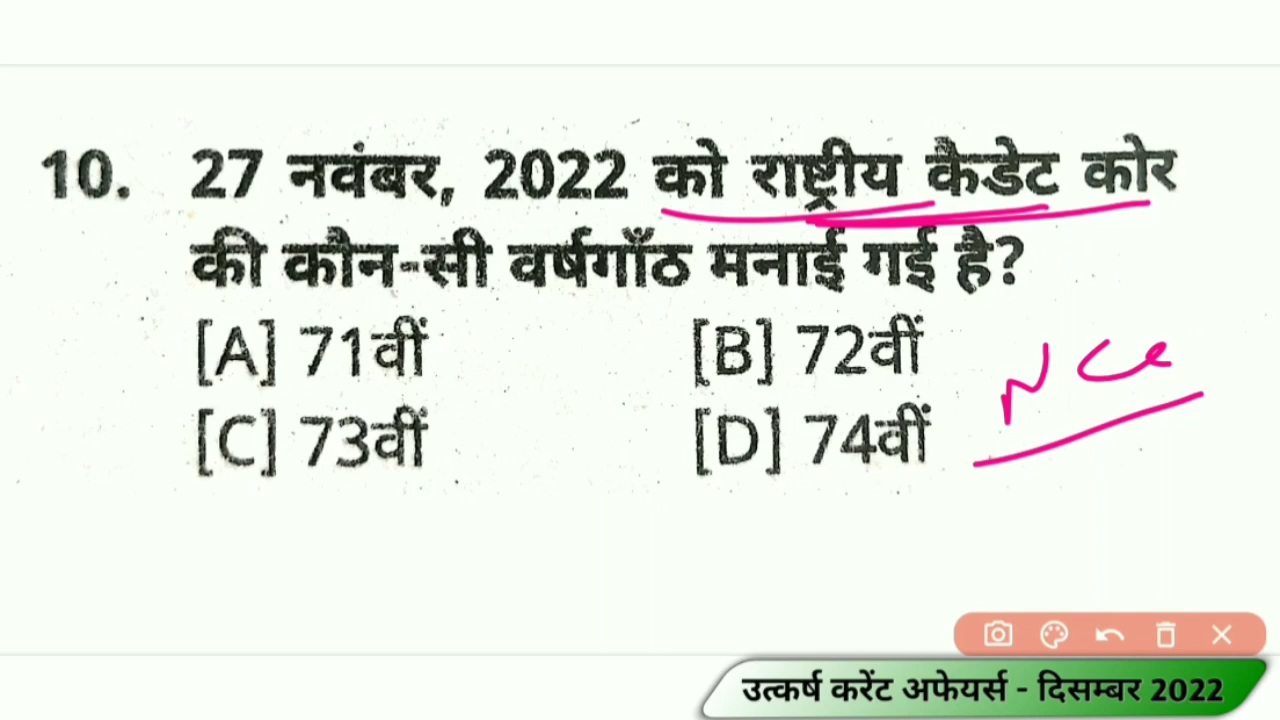 10. 27 नवंबर, 2022 को राष्ट्रीय कैडेट कोर
की कौन-सी वर्षगाँठ मनाई गई है?
[A] 71वीं [B] 72वीं
[C] 73वीं [D] 74वीं
NCC
उत्कर्ष करेंट अफेयर्स - दिसम्बर 2022